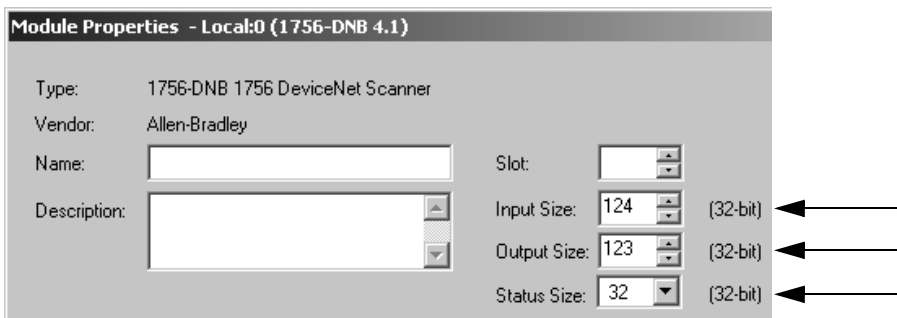 Module Properties - Local:0 (1756-DNB 4.1)
Type: 1756-DNB 1756 DeviceNet Scanner
Vendor: Allen-Bradley
Name: Slot:
Description: Input Size: 124 (32-bit)
Output Size: 123 (32-bit)
Status Size: 32 (32-bit)